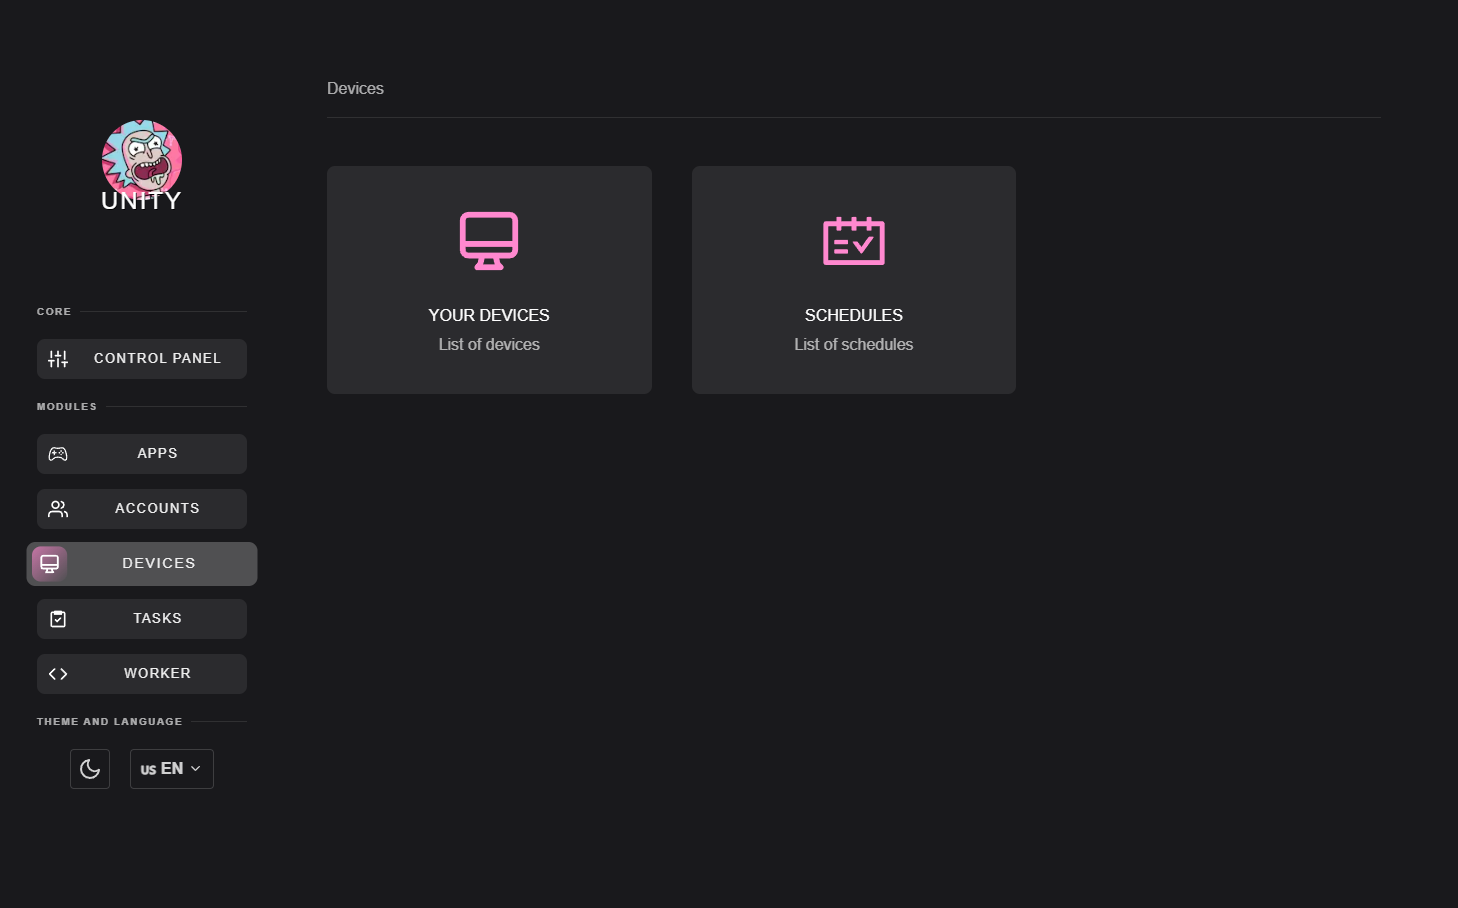 UNITY
CORE
CONTROL PANEL
MODULES
APPS
ACCOUNTS
DEVICES
TASKS
WORKER
THEME AND LANGUAGE
US EN
Devices
YOUR DEVICES
List of devices
SCHEDULES
List of schedules